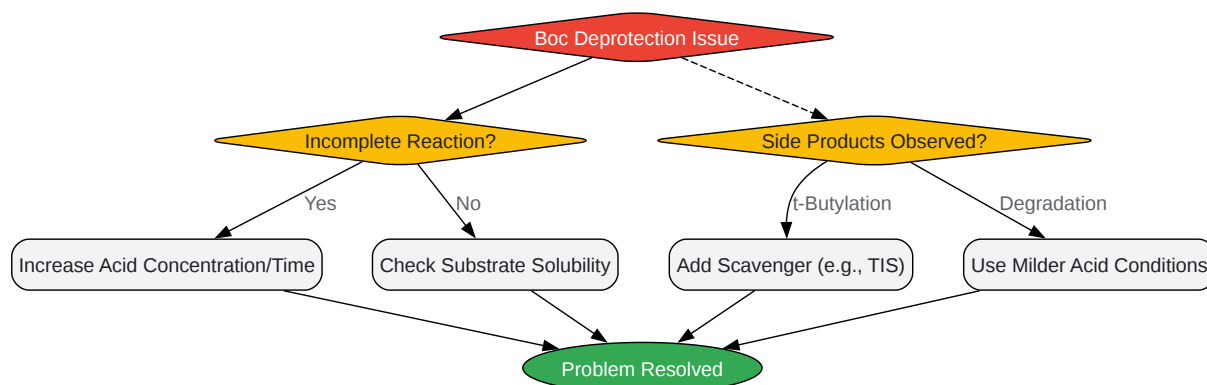 Boc Deprotection Issue
Incomplete Reaction?
Side Products Observed?
Yes
No
t-Butylation
Degradation
Increase Acid Concentration/Time
Check Substrate Solubility
Add Scavenger (e.g., TIS)
Use Milder Acid Conditions
Problem Resolved